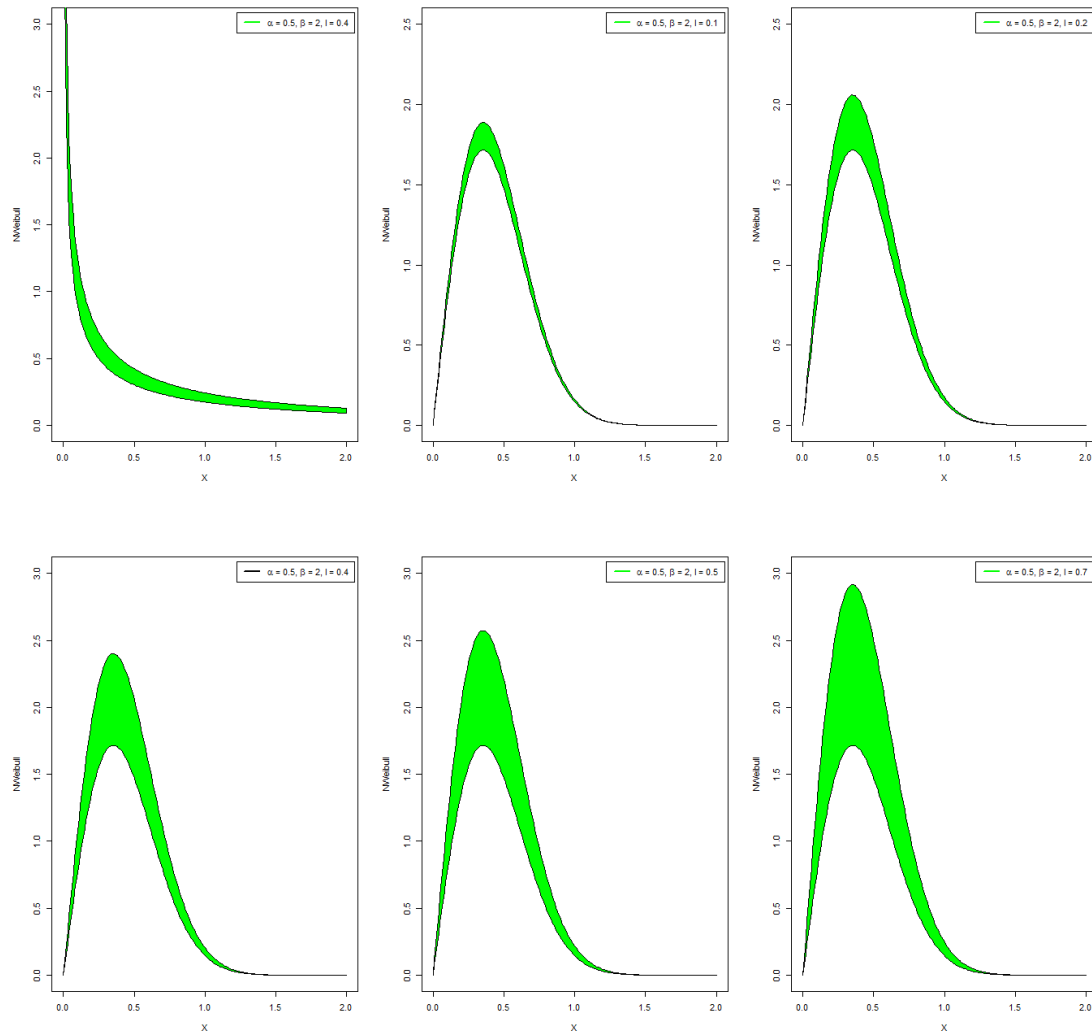 α = 0.5, β = 2, I = 0.4
NWeibull
3.0
2.5
2.0
1.5
1.0
0.5
0.0
0.0 0.5 1.0 1.5 2.0
X
α = 0.5, β = 2, I = 0.1
NWeibull
2.5
2.0
1.5
1.0
0.5
0.0
0.0 0.5 1.0 1.5 2.0
X
α = 0.5, β = 2, I = 0.2
NWeibull
2.5
2.0
1.5
1.0
0.5
0.0
0.0 0.5 1.0 1.5 2.0
X
α = 0.5, β = 2, I = 0.4
NWeibull
3.0
2.5
2.0
1.5
1.0
0.5
0.0
0.0 0.5 1.0 1.5 2.0
X
α = 0.5, β = 2, I = 0.5
NWeibull
3.0
2.5
2.0
1.5
1.0
0.5
0.0
0.0 0.5 1.0 1.5 2.0
X
α = 0.5, β = 2, I = 0.7
NWeibull
3.0
2.5
2.0
1.5
1.0
0.5
0.0
0.0 0.5 1.0 1.5 2.0
X